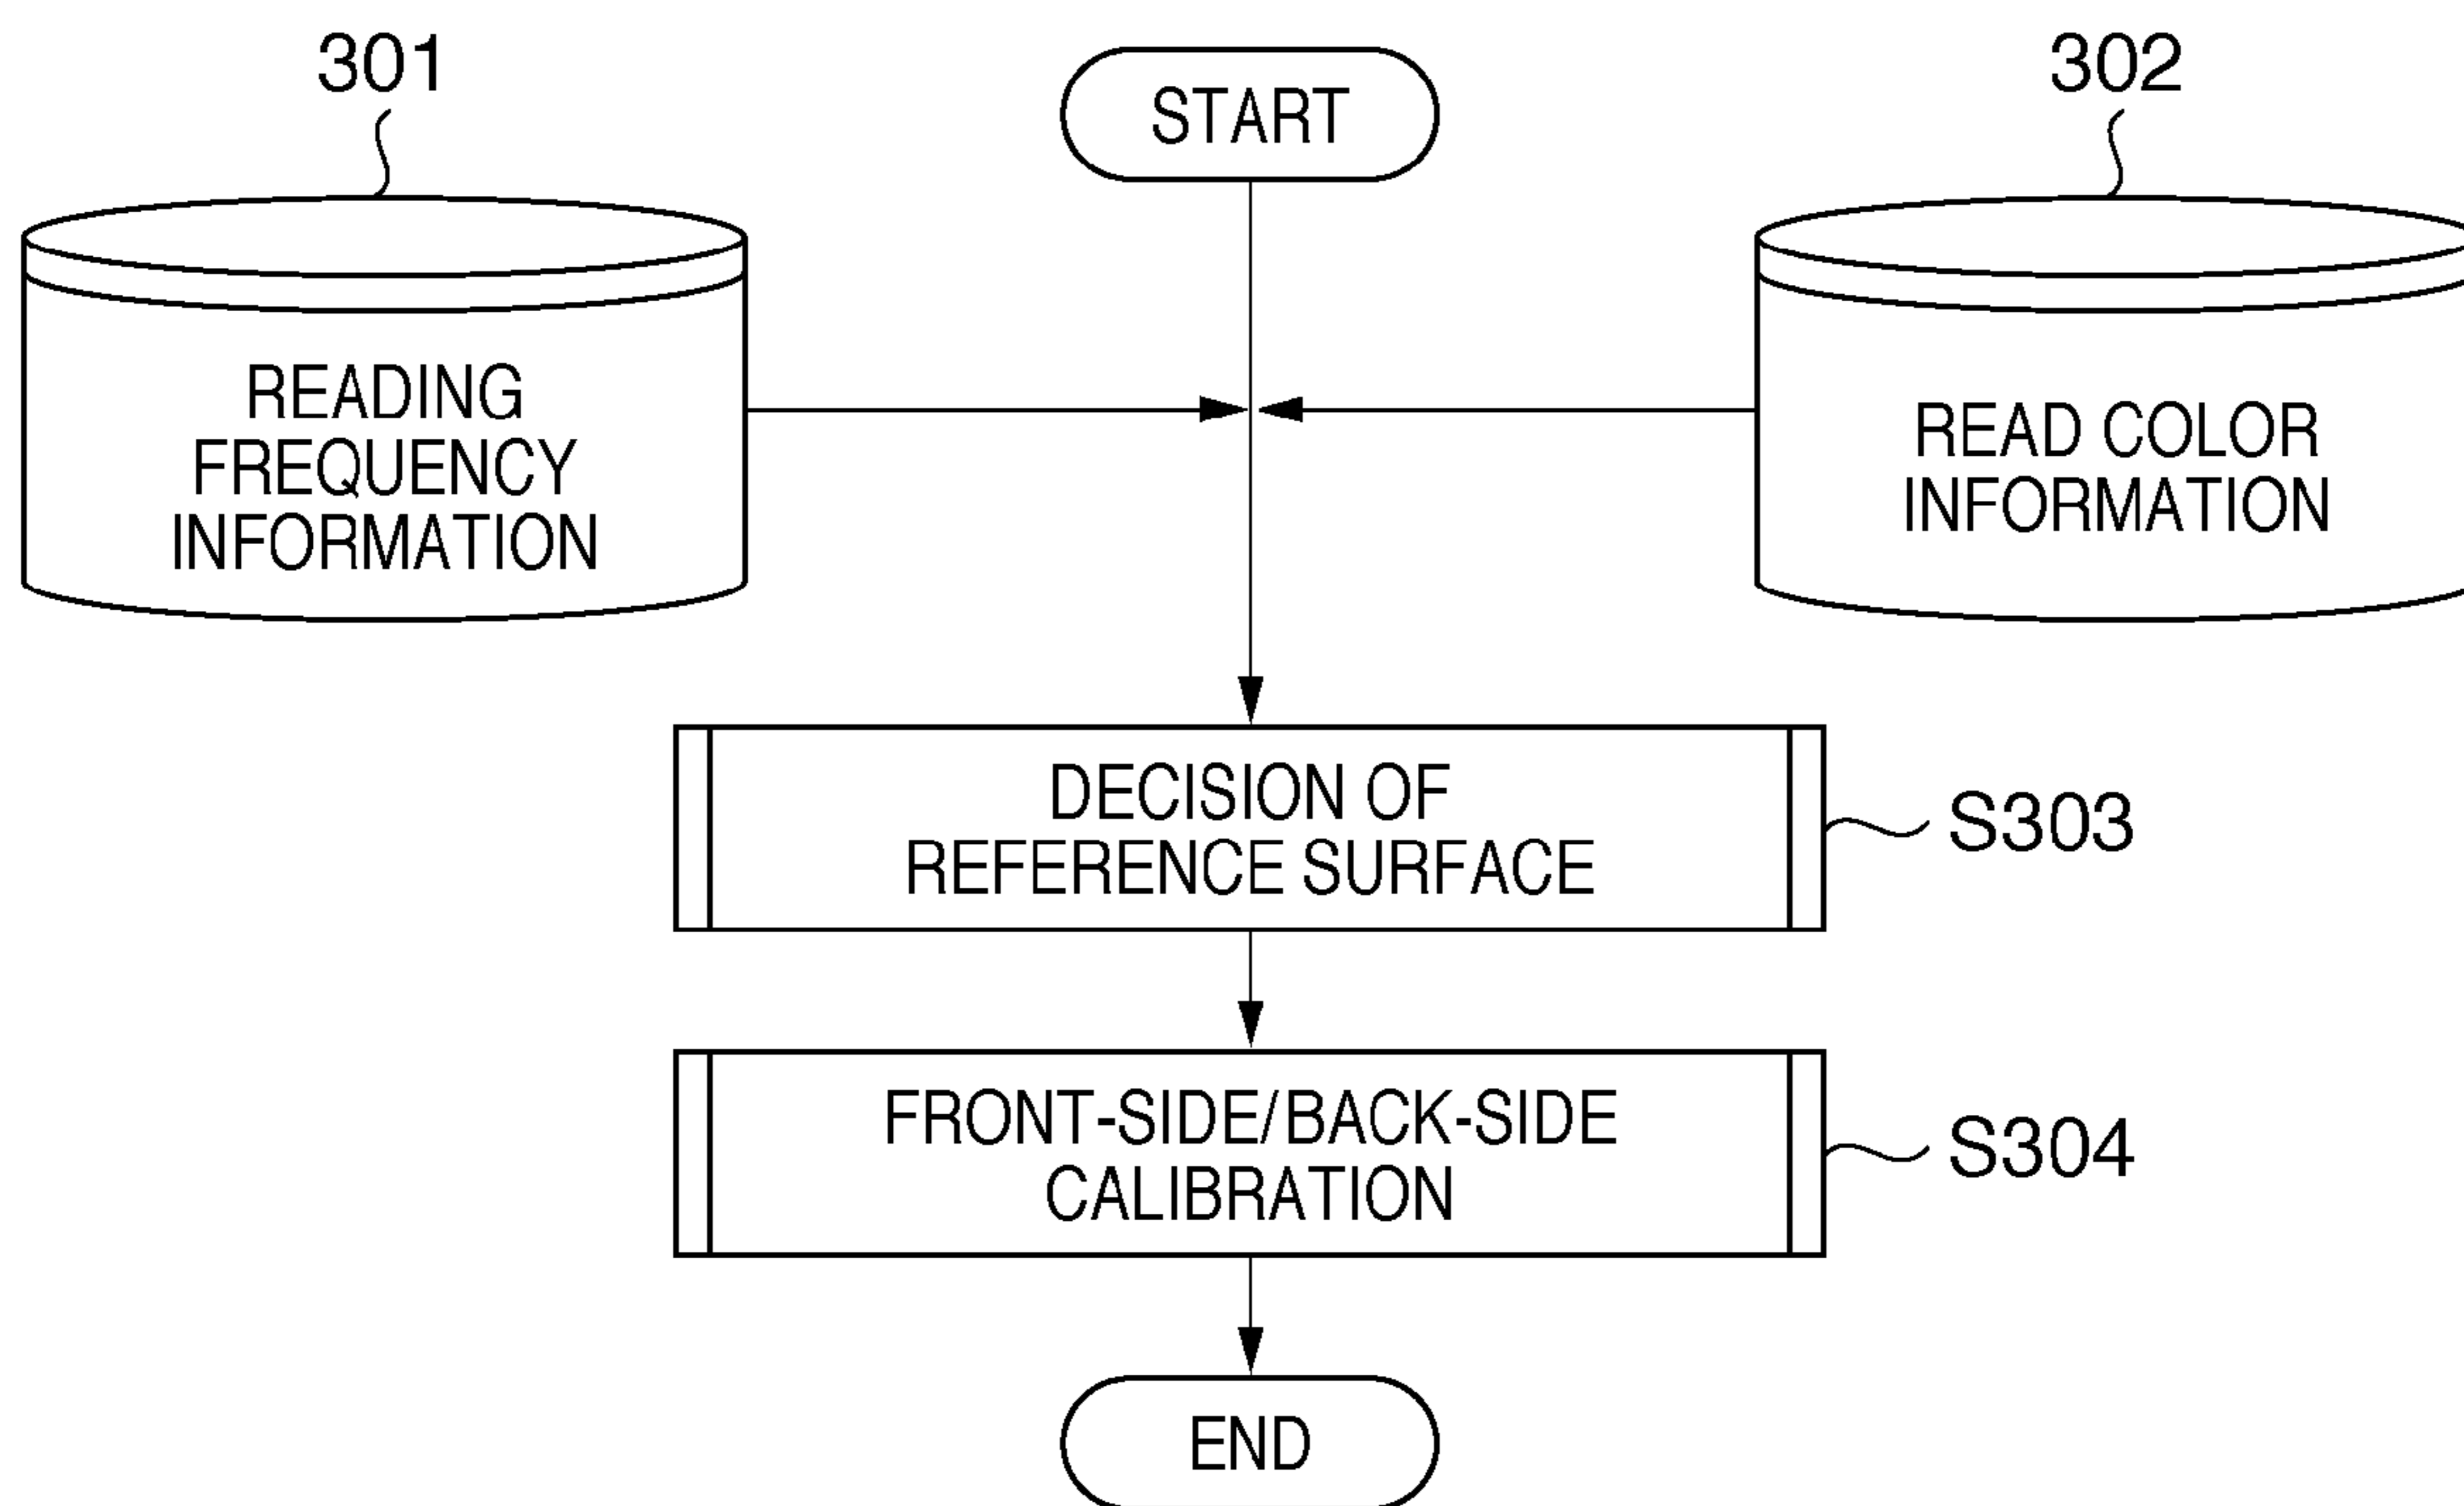 301
START
302
READING
FREQUENCY
INFORMATION
READ COLOR
INFORMATION
DECISION OF
REFERENCE SURFACE
S303
FRONT-SIDE/BACK-SIDE
CALIBRATION
S304
END